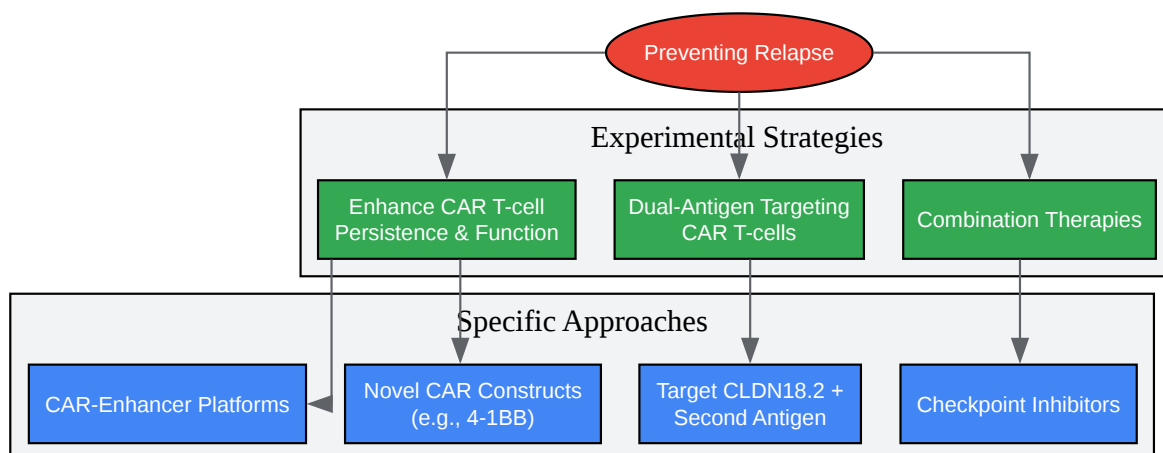 Preventing Relapse
Experimental Strategies
Enhance CAR T-cell
Persistence & Function
Dual-Antigen Targeting
CAR T-cells
Combination Therapies
Specific Approaches
CAR-Enhancer Platforms
Novel CAR Constructs
(e.g., 4-1BB)
Target CLDN18.2 +
Second Antigen
Checkpoint Inhibitors